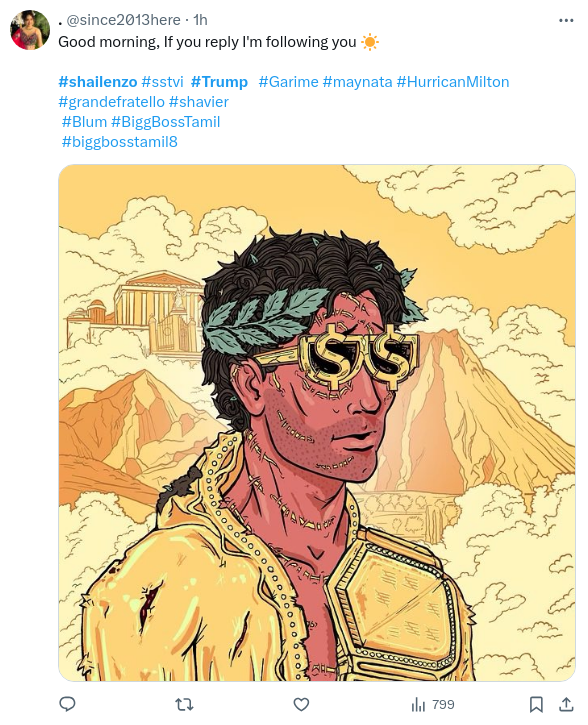 . @since2013here · 1h
Good morning, If you reply I'm following you ☀️
#shailenzo #sstvi #Trump #Garime #maynata #HurricanMilton
#grandefratello #shavier
#Blum #BiggBossTamil
#biggbosstamil8
799